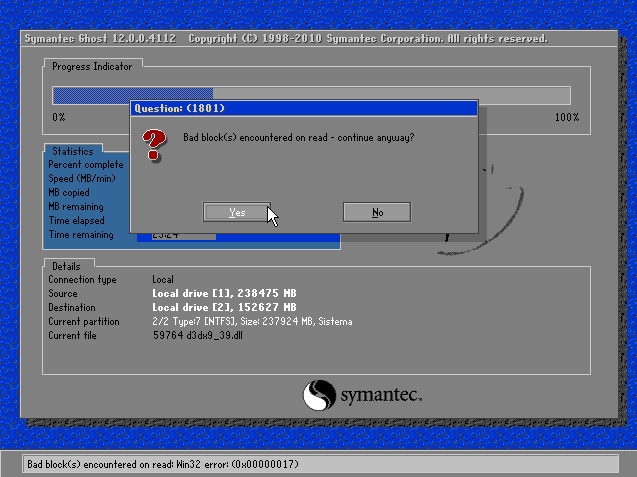 Symantec Ghost 12.0.0.4112 Copyright (C) 1998-2010 Symantec Corporation. All rights reserved.
Progress Indicator
0%
100%
Question: (1801)
Bad block(s) encountered on read - continue anyway?
Yes
No
Statistics
Percent complete
Speed (MB/min)
MB copied
MB remaining
Time elapsed
Time remaining
Details
Connection type Local
Source Local drive [1], 238475 MB
Destination Local drive [2], 152627 MB
Current partition 2/2 Type:7 [NTFS], Size: 237924 MB, Sistema
Current file 59764 d3dx9_39.dll
symantec.
Bad block(s) encountered on read; Win32 error: (0x00000017)